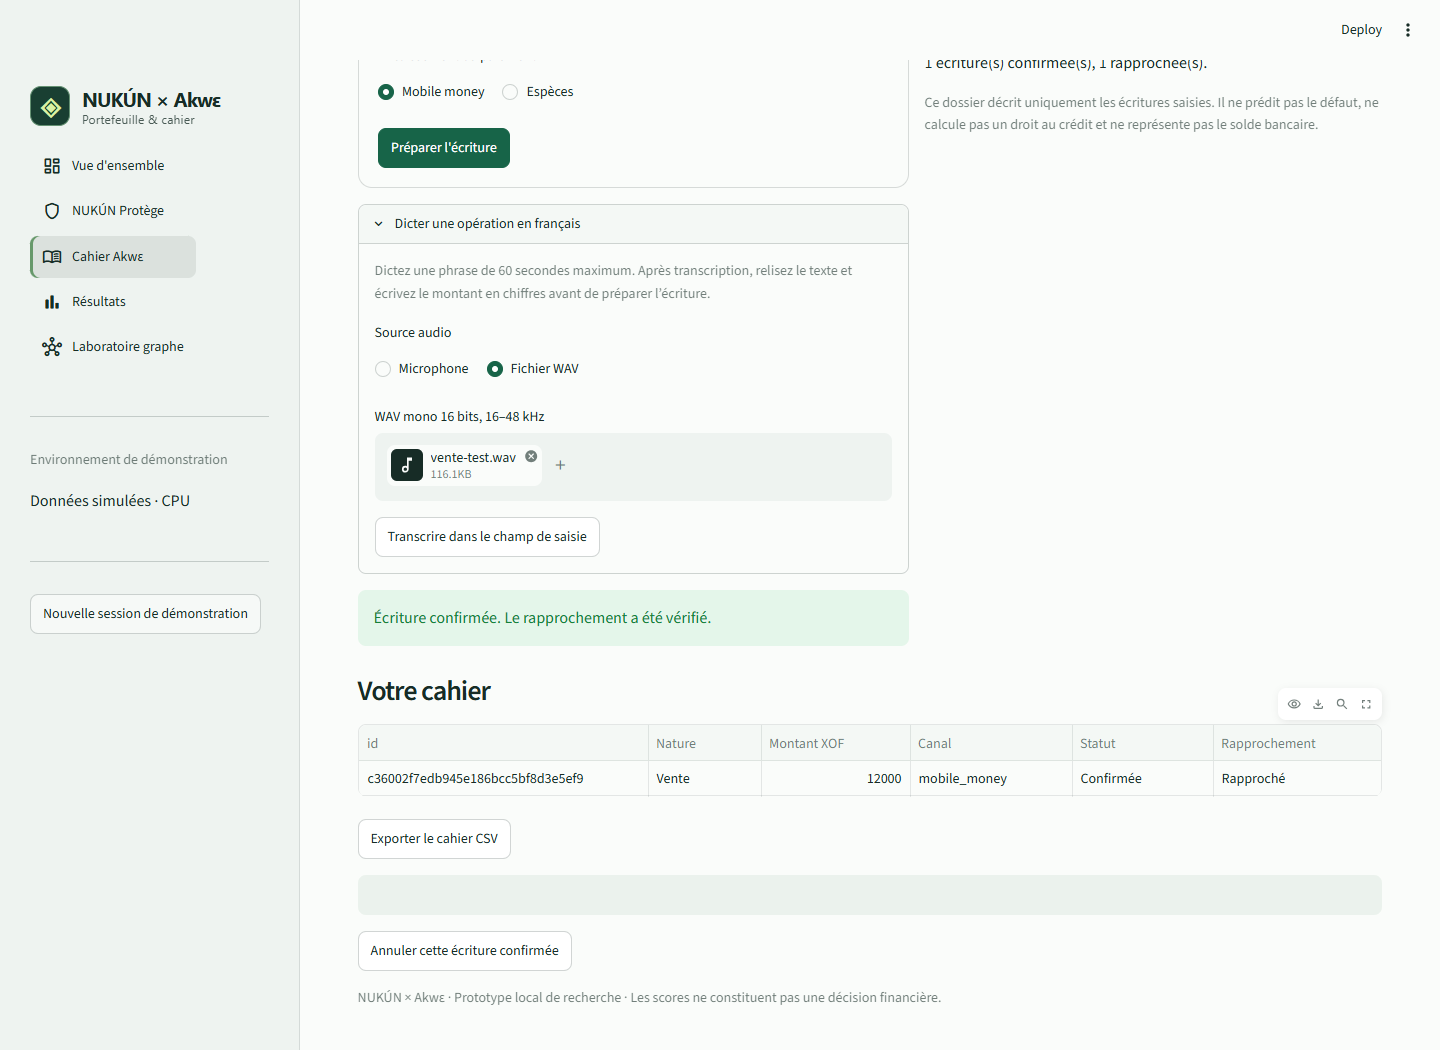 Deploy
NUKÚN × Akwɛ
Portefeuille & cahier
Vue d'ensemble
NUKÚN Protège
Cahier Akwɛ
Résultats
Laboratoire graphe
Environnement de démonstration
Données simulées · CPU
Nouvelle session de démonstration
Mobile money
Espèces
Préparer l'écriture
Dicter une opération en français
Dictez une phrase de 60 secondes maximum. Après transcription, relisez le texte et
écrivez le montant en chiffres avant de préparer l’écriture.
Source audio
Microphone
Fichier WAV
WAV mono 16 bits, 16–48 kHz
vente-test.wav
116.1KB
Transcrire dans le champ de saisie
Écriture confirmée. Le rapprochement a été vérifié.
1 écriture(s) confirmée(s), 1 rapprochée(s).
Ce dossier décrit uniquement les écritures saisies. Il ne prédit pas le défaut, ne
calcule pas un droit au crédit et ne représente pas le solde bancaire.
Votre cahier
id Nature Montant XOF Canal Statut Rapprochement
c36002f7edb945e186bcc5bf8d3e5ef9 Vente 12000 mobile_money Confirmée Rapproché
Exporter le cahier CSV
Annuler cette écriture confirmée
NUKÚN × Akwɛ · Prototype local de recherche · Les scores ne constituent pas une décision financière.